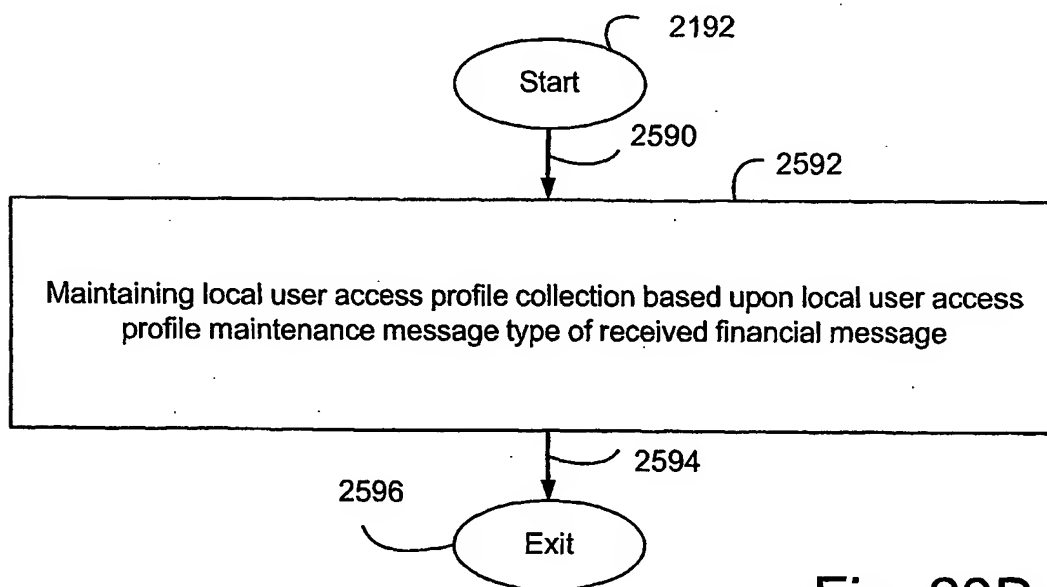 2192
Start
2590
2592
Maintaining local user access profile collection based upon local user access
profile maintenance message type of received financial message
2594
2596
Exit